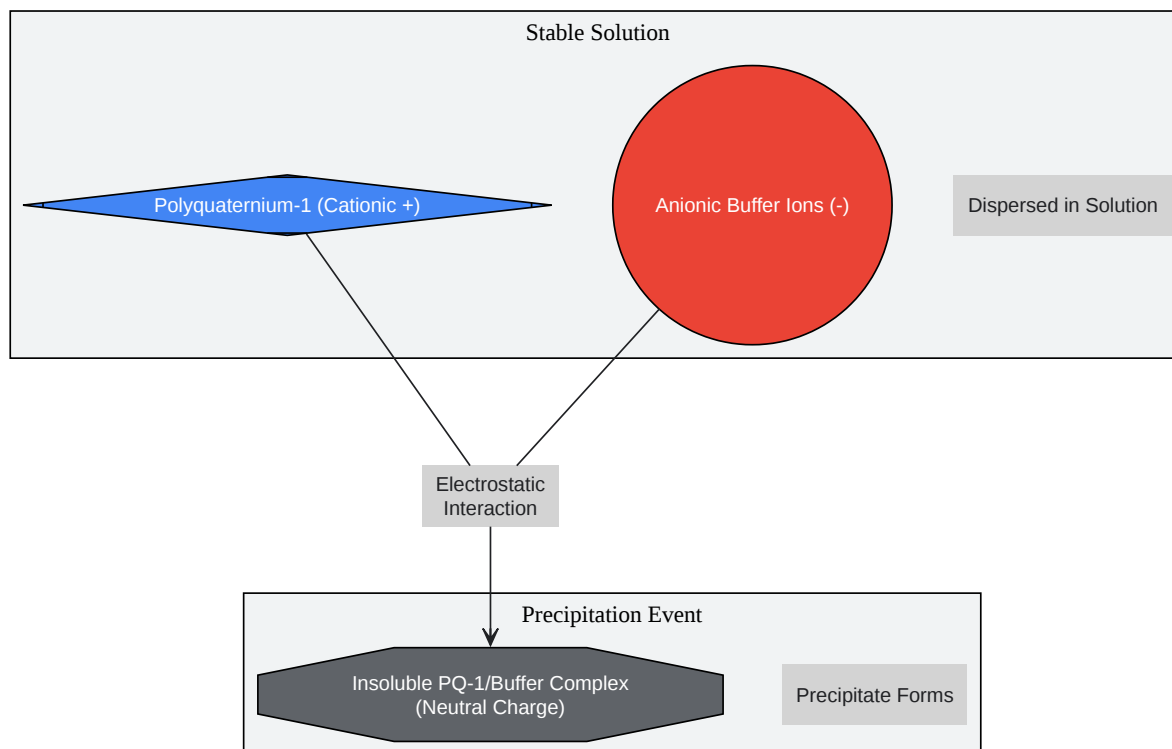 Stable Solution
Polyquaternium-1 (Cationic +)
Anionic Buffer Ions (-)
Dispersed in Solution
Electrostatic
Interaction
Precipitation Event
Insoluble PQ-1/Buffer Complex
(Neutral Charge)
Precipitate Forms